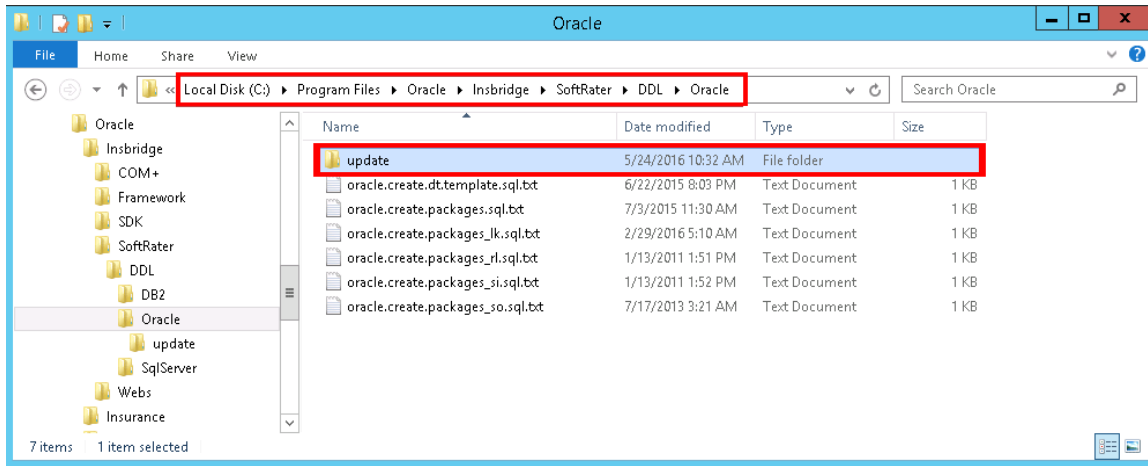 Oracle
File Home Share View
« Local Disk (C:) Program Files Oracle Insbridge SoftRater DDL Oracle Search Oracle
Oracle
Insbridge
COM+
Framework
SDK
SoftRater
DDL
DB2
Oracle
update
SqlServer
Webs
Insurance
Name Date modified Type Size
update 5/24/2016 10:32 AM File folder
oracle.create.dt.template.sql.txt 6/22/2015 8:03 PM Text Document 1 KB
oracle.create.packages.sql.txt 7/3/2015 11:30 AM Text Document 1 KB
oracle.create.packages_lk.sql.txt 2/29/2016 5:10 AM Text Document 1 KB
oracle.create.packages_rl.sql.txt 1/13/2011 1:51 PM Text Document 1 KB
oracle.create.packages_si.sql.txt 1/13/2011 1:52 PM Text Document 1 KB
oracle.create.packages_so.sql.txt 7/17/2013 3:21 AM Text Document 1 KB
7 items 1 item selected